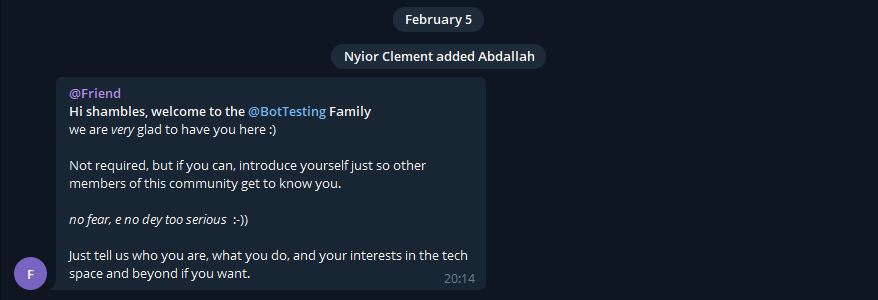 February 5
Nyior Clement added Abdallah
@Friend
Hi shambles, welcome to the @BotTesting Family
we are very glad to have you here :)
Not required, but if you can, introduce yourself just so other
members of this community get to know you.
no fear, e no dey too serious :-))
Just tell us who you are, what you do, and your interests in the tech
space and beyond if you want.
20:14
F